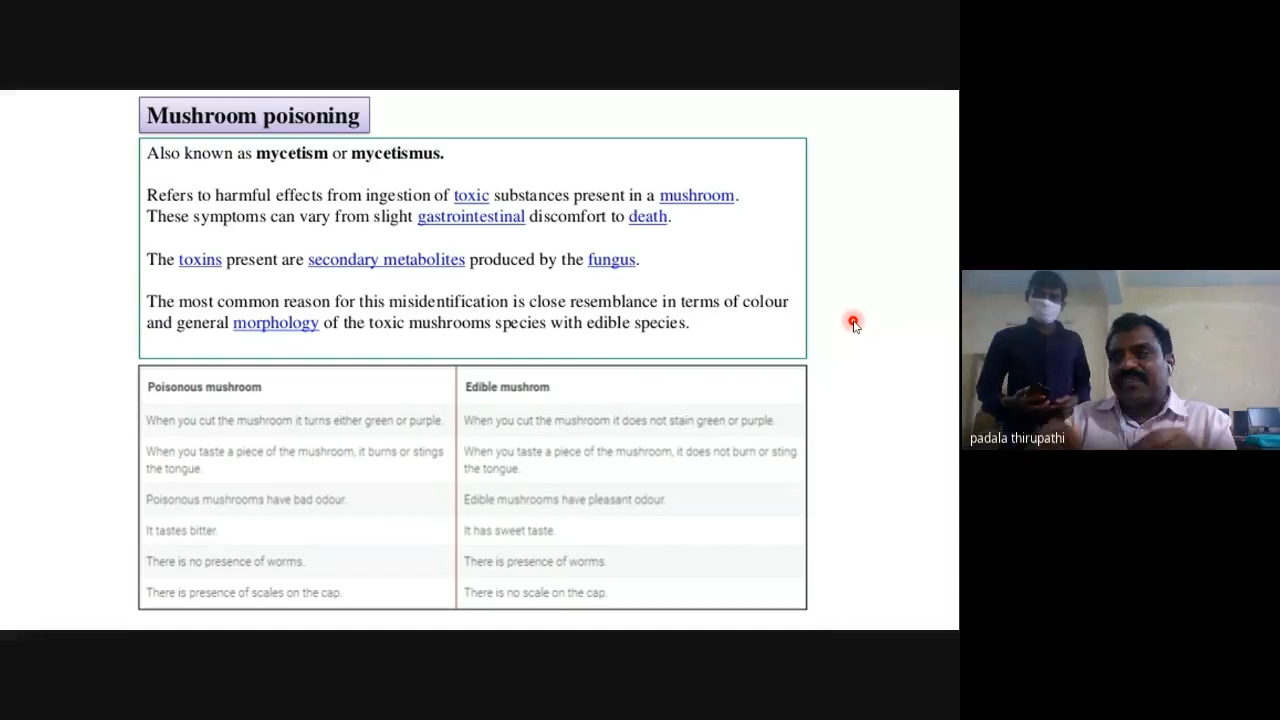 Mushroom poisoning
Also known as mycetism or mycetismus.
Refers to harmful effects from ingestion of toxic substances present in a mushroom.
These symptoms can vary from slight gastrointestinal discomfort to death.
The toxins present are secondary metabolites produced by the fungus.
The most common reason for this misidentification is close resemblance in terms of colour
and general morphology of the toxic mushrooms species with edible species.
Poisonous mushroom
Edible mushrom
When you cut the mushroom it turns either green or purple.
When you cut the mushroom it does not stain green or purple.
When you taste a piece of the mushroom, it burns or stings
the tongue.
When you taste a piece of the mushroom, it does not burn or sting
the tongue.
Poisonous mushrooms have bad odour.
Edible mushrooms have pleasant odour.
It tastes bitter.
It has sweet taste.
There is no presence of worms.
There is presence of worms.
There is presence of scales on the cap.
There is no scale on the cap.
padala thirupathi